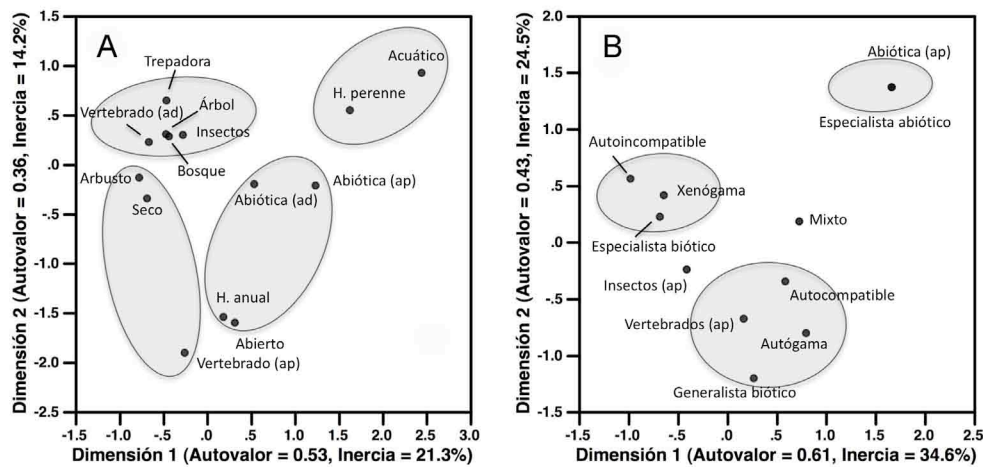 A
1.5
1.0
.5
.0
-.5
-1.0
-1.5
-2.0
-2.5
Dimensión 2 (Autovalor = 0.36, Inercia = 14.2%)
Trepadora
Vertebrado (ad)
Árbol
Insectos
Bosque
Acuático
H. perenne
Arbusto
Seco
Abiótica (ad)
Abiótica (ap)
H. anual
Abierto
Vertebrado (ap)
-1.5 -1.0 -.5 .0 .5 1.0 1.5 2.0 2.5 3.0
Dimensión 1 (Autovalor = 0.53, Inercia = 21.3%)
B
2.0
1.5
1.0
.5
.0
-.5
-1.0
-1.5
Dimensión 2 (Autovalor = 0.43, Inercia = 24.5%)
Abiótica (ap)
Especialista abiótico
Autoincompatible
Xenógama
Especialista biótico
Mixto
Insectos (ap)
Autocompatible
Vertebrados (ap)
Autógama
Generalista biótico
-1.5 -1.0 -.5 .0 .5 1.0 1.5 2.0 2.5
Dimensión 1 (Autovalor = 0.61, Inercia = 34.6%)